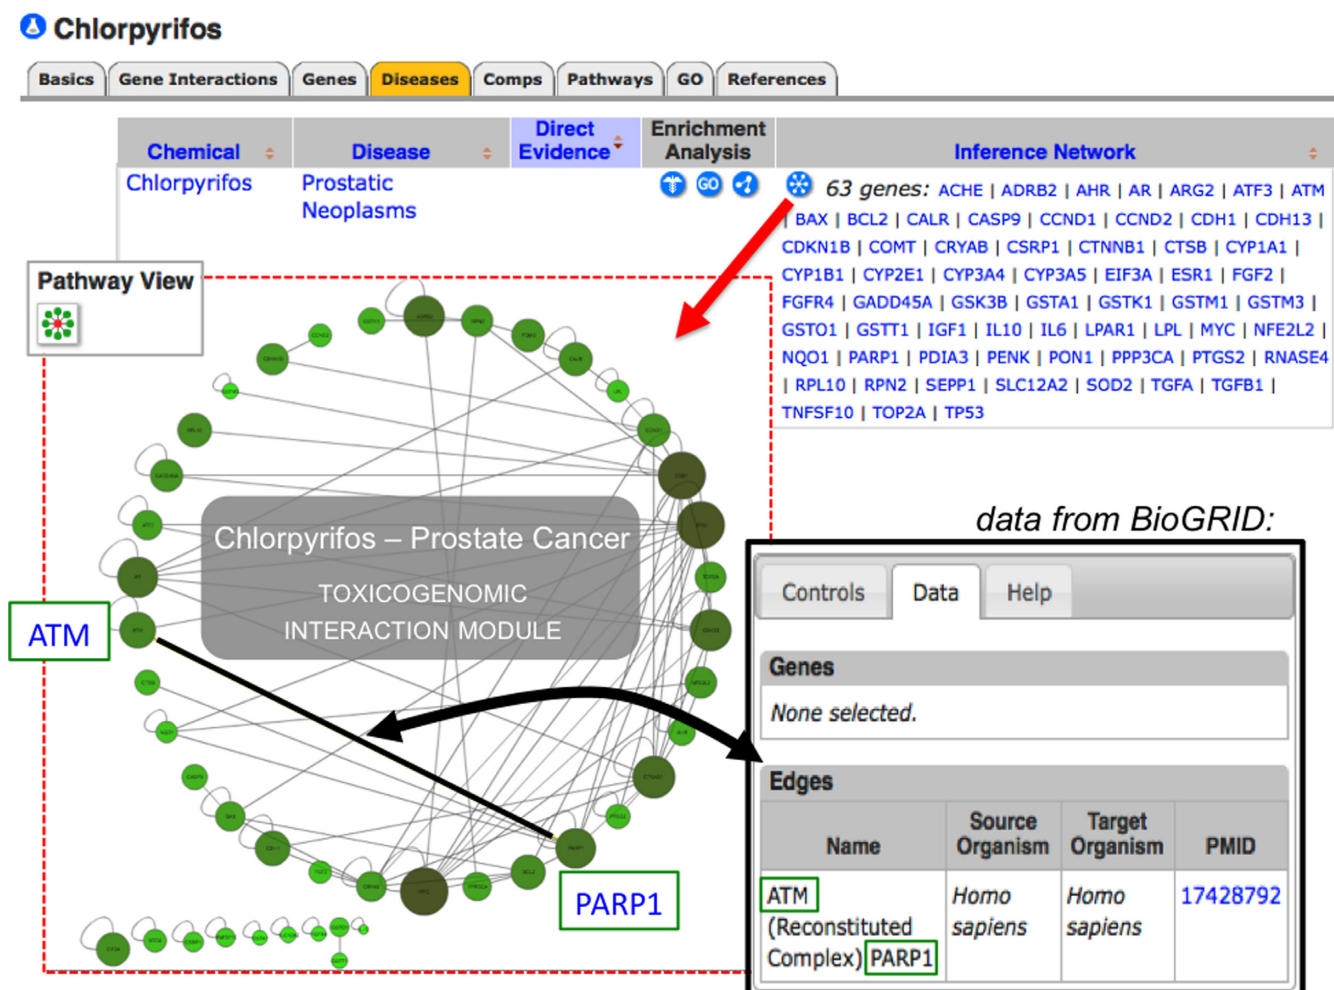 Chlorpyrifos
Basics Gene Interactions Genes Diseases Comps Pathways GO References
Chemical Disease Direct Evidence Enrichment Analysis Inference Network
Chlorpyrifos
Prostatic
Neoplasms
GO
63 genes: ACHE | ADRB2 | AHR | AR | ARG2 | ATF3 | ATM
| BAX | BCL2 | CALR | CASP9 | CCND1 | CCND2 | CDH1 | CDH13 |
CDKN1B | COMT | CRYAB | CSRP1 | CTNNB1 | CTSB | CYP1A1 |
CYP1B1 | CYP2E1 | CYP3A4 | CYP3A5 | EIF3A | ESR1 | FGF2 |
FGFR4 | GADD45A | GSK3B | GSTA1 | GSTK1 | GSTM1 | GSTM3 |
GSTO1 | GSTT1 | IGF1 | IL10 | IL6 | LPAR1 | LPL | MYC | NFE2L2 |
NQO1 | PARP1 | PDIA3 | PENK | PON1 | PPP3CA | PTGS2 | RNASE4
| RPL10 | RPN2 | SEPP1 | SLC12A2 | SOD2 | TGFA | TGFB1 |
TNFSF10 | TOP2A | TP53
Pathway View
Chlorpyrifos – Prostate Cancer
TOXICOGENOMIC
INTERACTION MODULE
ATM
PARP1
data from BioGRID:
Controls Data Help
Genes
None selected.
Edges
Name Source Organism Target Organism PMID
ATM
(Reconstituted
Complex) PARP1
Homo
sapiens
Homo
sapiens
17428792